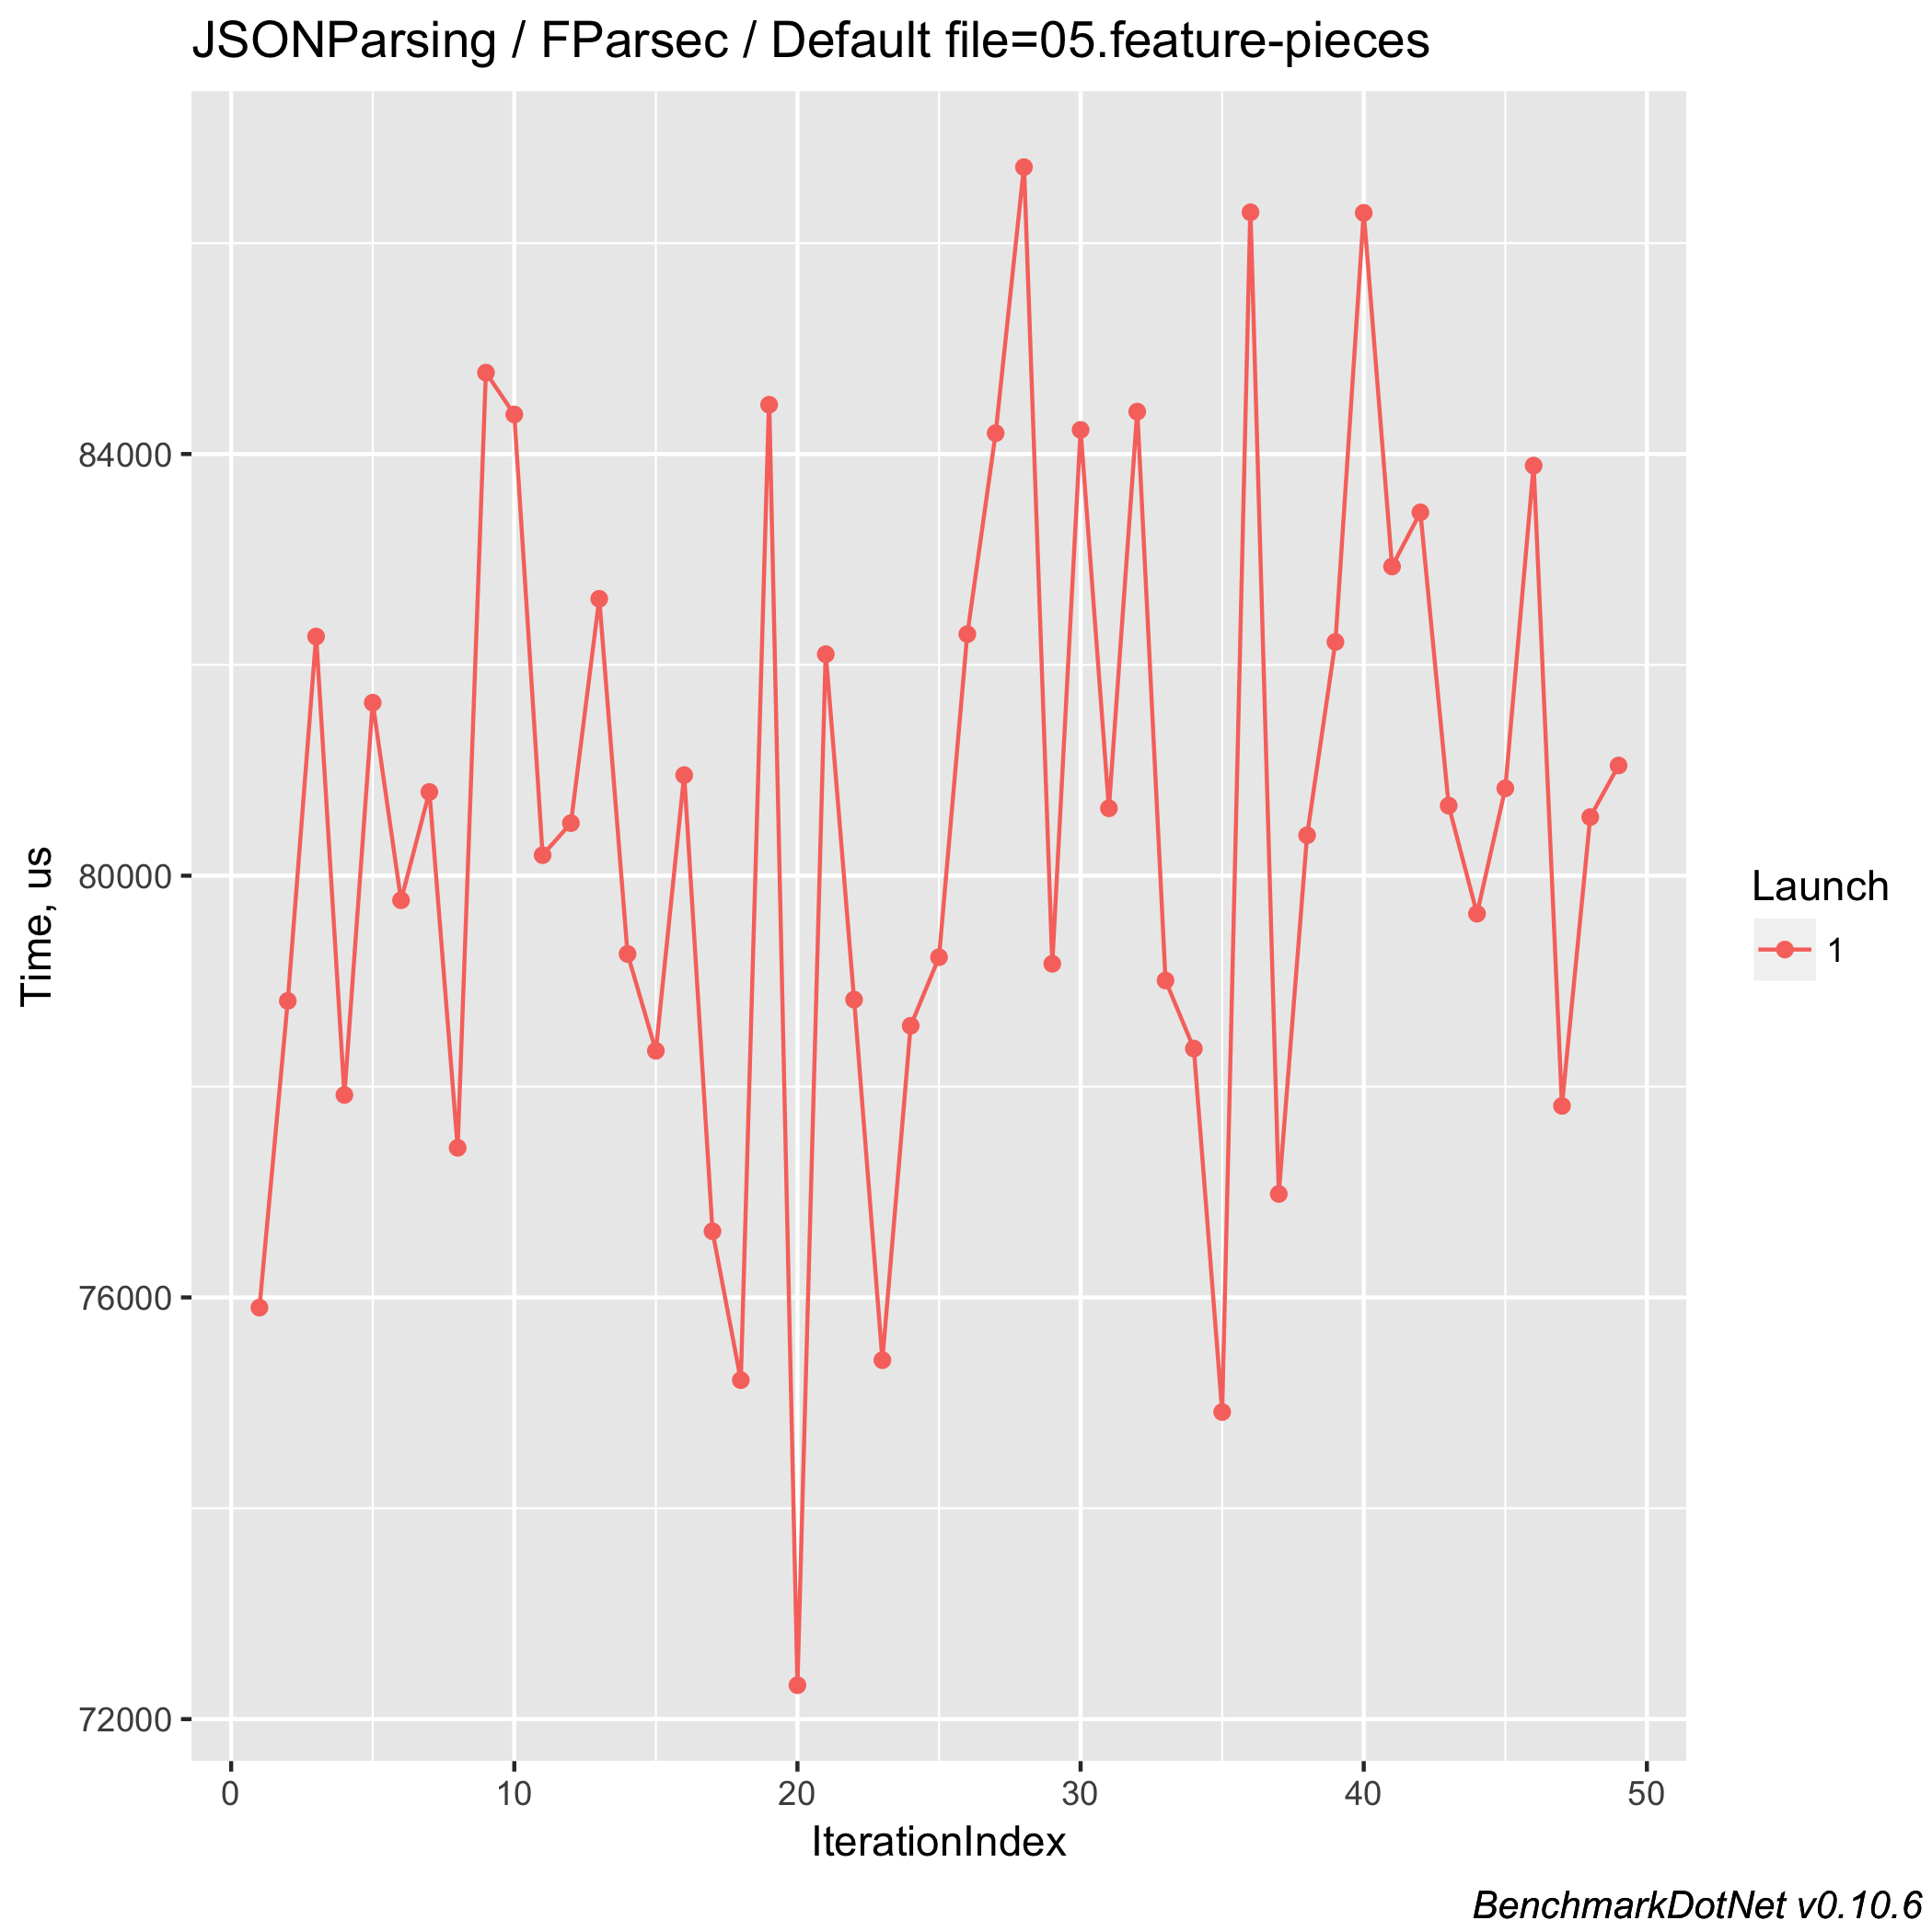 JSONParsing / FParsec / Default file=05.feature-pieces
84000
80000
76000
72000
Time, us
0 10 20 30 40 50
IterationIndex
Launch
1
BenchmarkDotNet v0.10.6